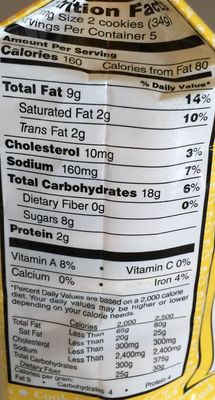 ition Facts
ng Size 2 cookies (34g)
vings Per Container 5
Amount Per Serving
Calories 160 Calories from Fat 80
% Daily Value*
Total Fat 9g 14%
Saturated Fat 2g 10%
Trans Fat 2g
Cholesterol 10mg 3%
Sodium 160mg 7%
Total Carbohydrates 18g 6%
Dietary Fiber 0g 0%
Sugars 8g
Protein 2g
Vitamin A 8% • Vitamin C 0%
Calcium 0% • Iron 4%
*Percent Daily Values are based on a 2,000 calorie
diet. Your daily values may be higher or lower
depending on your calorie needs.
Calories 2,000 2,500
Total Fat Less Than 65g 80g
Sat Fat Less Than 20g 25g
Cholesterol Less Than 300mg 300mg
Sodium Less Than 2,400mg 2,400mg
Total Carbohydrates 300g 375g
Dietary Fiber 25g 30g
Calories per gram:
Fat 9 • Carbohydrates 4 • Protein 4